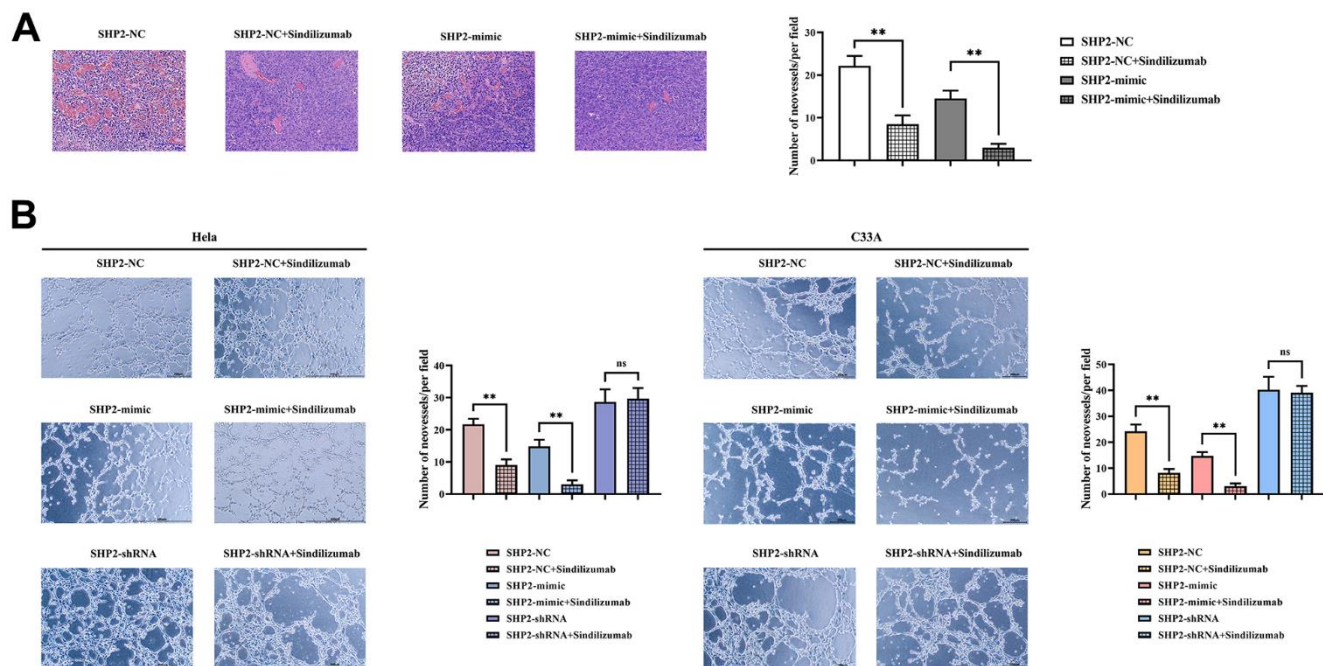 A
SHP2-NC
SHP2-NC+Sindilizumab
SHP2-mimic
SHP2-mimic+Sindilizumab
Number of neovessels/per field
30
20
10
0
**
**
SHP2-NC
SHP2-NC+Sindilizumab
SHP2-mimic
SHP2-mimic+Sindilizumab
B
Hela
SHP2-NC
SHP2-NC+Sindilizumab
SHP2-mimic
SHP2-mimic+Sindilizumab
SHP2-shRNA
SHP2-shRNA+Sindilizumab
Number of neovessels/per field
40
30
20
10
0
**
**
ns
SHP2-NC
SHP2-NC+Sindilizumab
SHP2-mimic
SHP2-mimic+Sindilizumab
SHP2-shRNA
SHP2-shRNA+Sindilizumab
C33A
SHP2-NC
SHP2-NC+Sindilizumab
SHP2-mimic
SHP2-mimic+Sindilizumab
SHP2-shRNA
SHP2-shRNA+Sindilizumab
Number of neovessels/per field
50
40
30
20
10
0
**
**
ns
SHP2-NC
SHP2-NC+Sindilizumab
SHP2-mimic
SHP2-mimic+Sindilizumab
SHP2-shRNA
SHP2-shRNA+Sindilizumab